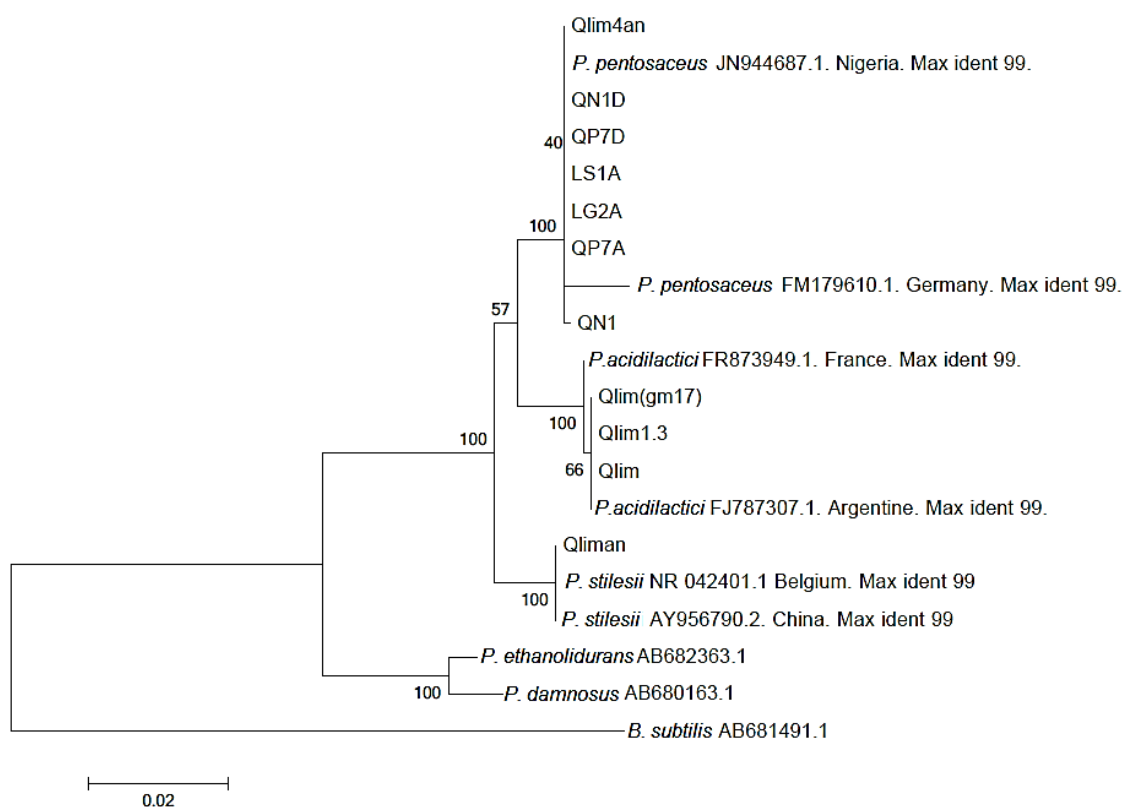 Qlim4an
P. pentosaceus JN944687.1. Nigeria. Max ident 99.
QN1D
40
QP7D
LS1A
LG2A
100
QP7A
P. pentosaceus FM179610.1. Germany. Max ident 99.
57
QN1
P.acidilactici FR873949.1. France. Max ident 99.
Qlim(gm17)
100
Qlim1.3
100
66
Qlim
P.acidilactici FJ787307.1. Argentine. Max ident 99.
Qliman
P. stilesii NR 042401.1 Belgium. Max ident 99
100
P. stilesii AY956790.2. China. Max ident 99
P. ethanolidurans AB682363.1
100
P. damnosus AB680163.1
B. subtilis AB681491.1
0.02